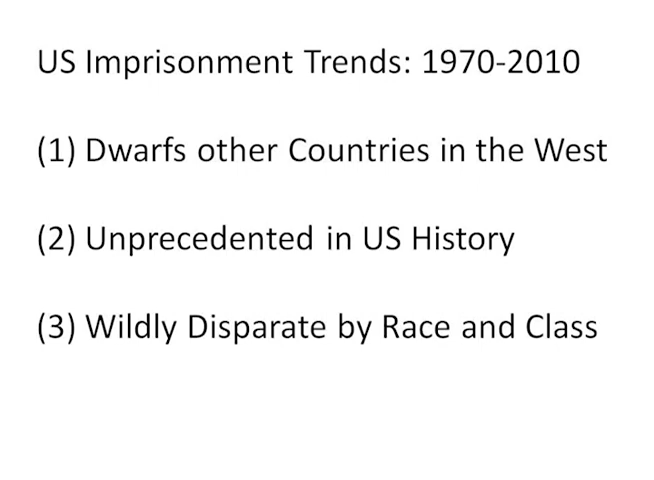 US Imprisonment Trends: 1970-2010
(1) Dwarfs other Countries in the West
(2) Unprecedented in US History
(3) Wildly Disparate by Race and Class